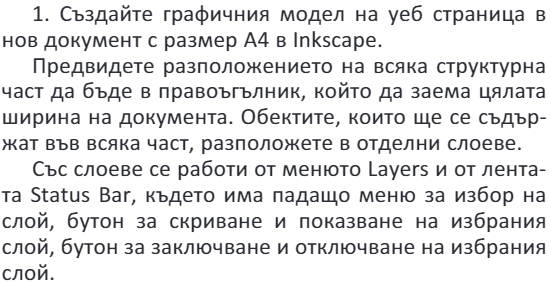 1. Създайте графичния модел на уеб страница в
нов документ с размер А4 в Inkscape.
Предвидете разположението на всяка структурна
част да бъде в правоъгълник, който да заема цялата
ширина на документа. Обектите, които ще се съдър-
жат във всяка част, разположете в отделни слоеве.
Със слоеве се работи от менюто Layers и от лента-
та Status Bar, където има падащо меню за избор на
слой, бутон за скриване и показване на избрания
слой, бутон за заключване и отключване на избрания
слой.